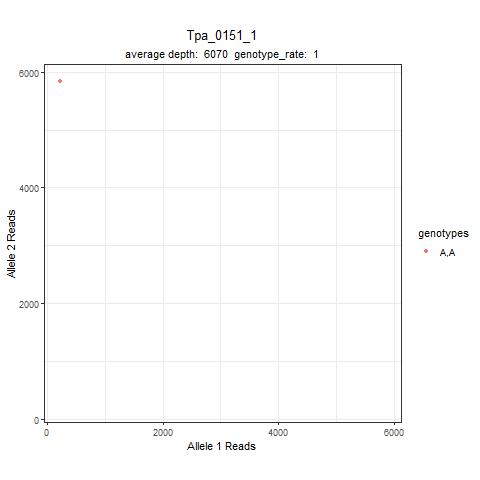 Tpa_0151_1
average depth:  6070  genotype_rate:  1
6000
4000
2000
0
Allele 2 Reads
0
2000
4000
6000
Allele 1 Reads
genotypes
A,A